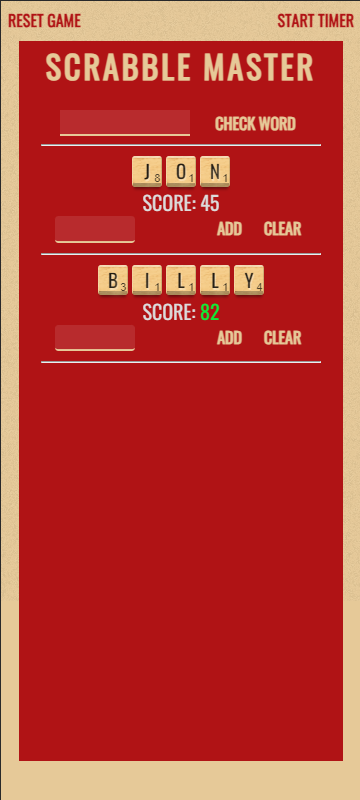 RESET GAME START TIMER
SCRABBLE MASTER
CHECK WORD
J8 O1 N1
SCORE: 45
ADD CLEAR
B3 I1 L1 L1 Y4
SCORE: 82
ADD CLEAR